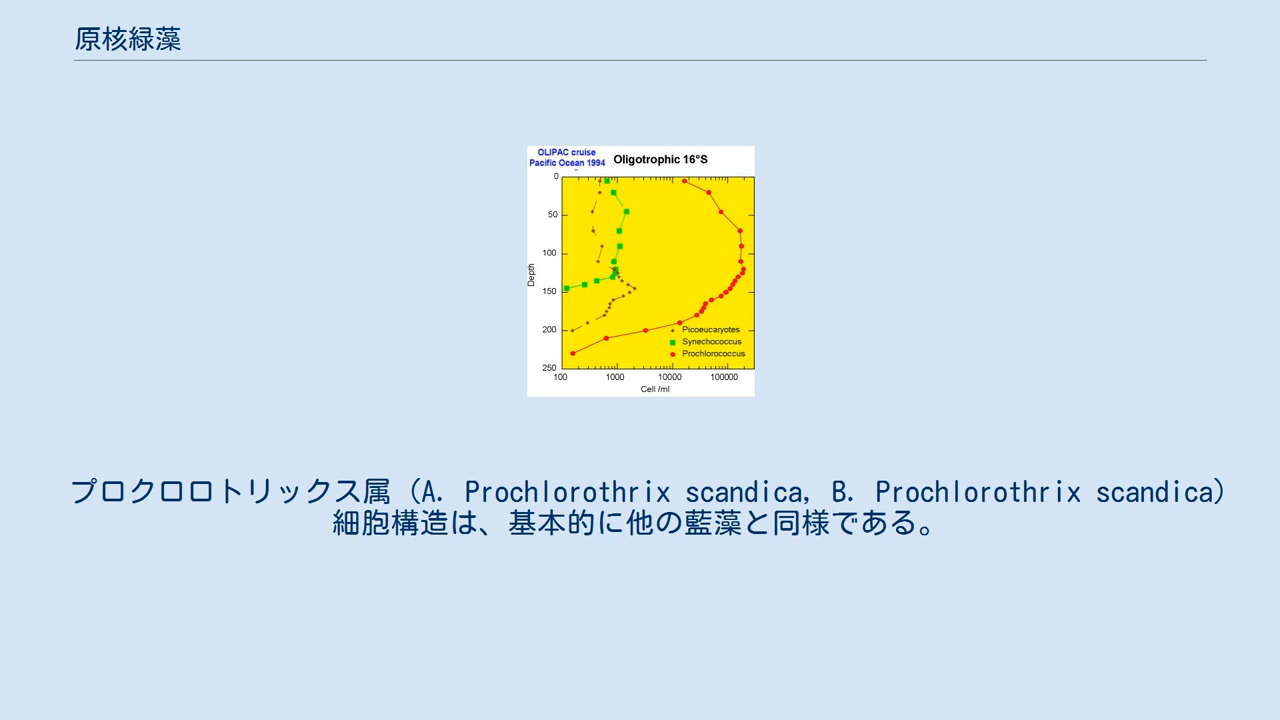 原核緑藻
OLIPAC cruise
Pacific Ocean 1994
Oligotrophic 16°S
0
50
100
150
200
250
Depth
Picoeucaryotes
Synechococcus
Prochlorococcus
100 1000 10000 100000
Cell /ml
プロクロロトリックス属（A. Prochlorothrix scandica, B. Prochlorothrix scandica）
細胞構造は、基本的に他の藍藻と同様である。